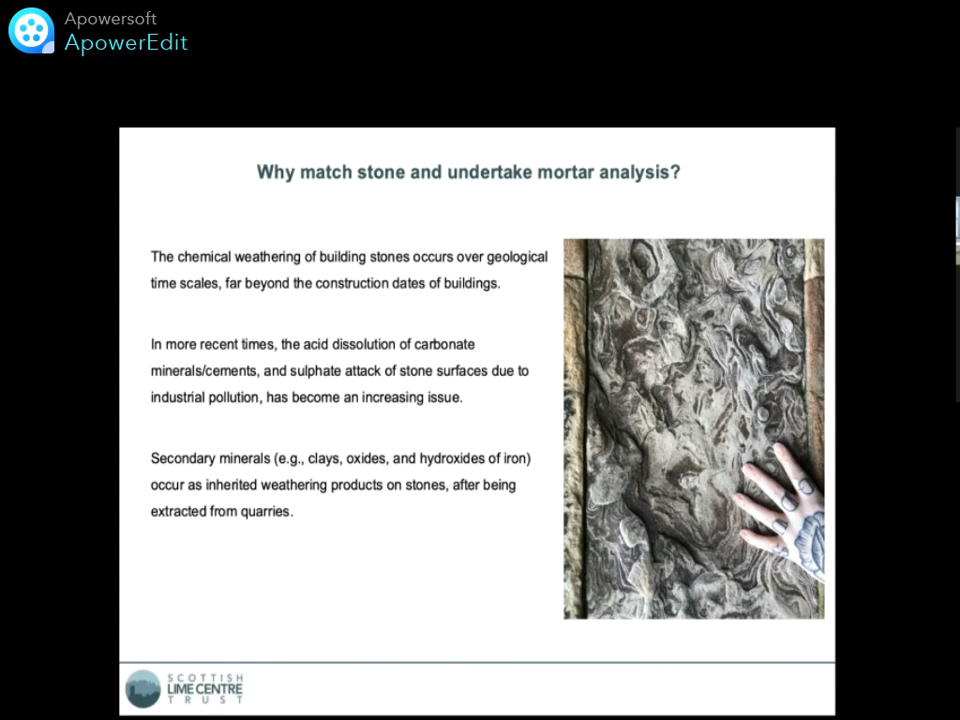 Apowersoft
ApowerEdit
Why match stone and undertake mortar analysis?
The chemical weathering of building stones occurs over geological
time scales, far beyond the construction dates of buildings.
In more recent times, the acid dissolution of carbonate
minerals/cements, and sulphate attack of stone surfaces due to
industrial pollution, has become an increasing issue.
Secondary minerals (e.g., clays, oxides, and hydroxides of iron)
occur as inherited weathering products on stones, after being
extracted from quarries.
SCOTTISH
LIME CENTRE
TRUST